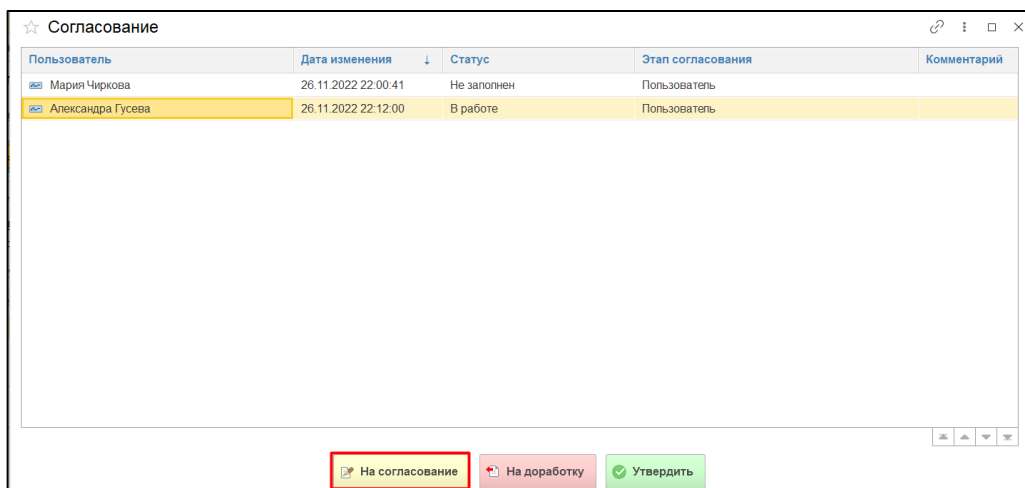 Согласование
Пользователь Дата изменения ↓ Статус Этап согласования Комментарий
Мария Чиркова 26.11.2022 22:00:41 Не заполнен Пользователь
Александра Гусева 26.11.2022 22:12:00 В работе Пользователь
На согласование На доработку Утвердить